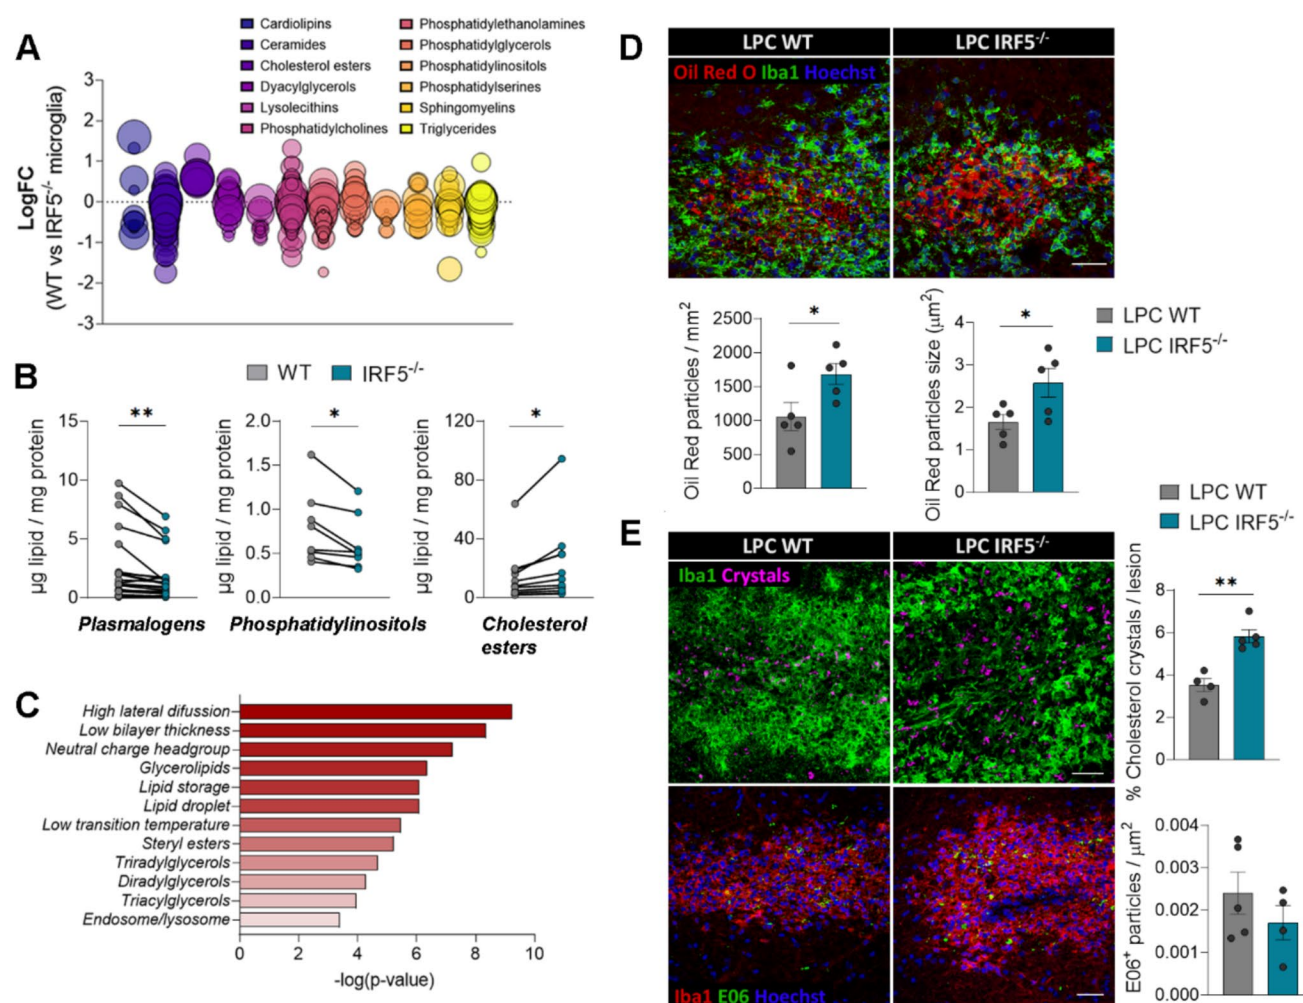 A
Cardiolipins
Ceramides
Cholesterol esters
Dyacylglycerols
Lysolecithins
Phosphatidylcholines
Phosphatidylethanolamines
Phosphatidylglycerols
Phosphatidylinositols
Phosphatidylserines
Sphingomyelins
Triglycerides
LogFC
(WT vs IRF5-/- microglia)
3
2
1
0
-1
-2
-3
B
WT
IRF5-/-
µg lipid / mg protein
15
10
5
0
**
Plasmalogens
µg lipid / mg protein
2.0
1.5
1.0
0.5
0.0
*
Phosphatidylinositols
µg lipid / mg protein
120
80
40
0
*
Cholesterol
esters
C
High lateral difussion
Low bilayer thickness
Neutral charge headgroup
Glycerolipids
Lipid storage
Lipid droplet
Low transition temperature
Steryl esters
Triradylglycerols
Diradylglycerols
Triacylglycerols
Endosome/lysosome
0 2 4 6 8 10
-log(p-value)
D
LPC WT
LPC IRF5-/-
Oil Red O Iba1 Hoechst
Oil Red particles / mm2
2500
2000
1500
1000
500
0
*
Oil Red particles size (µm2)
4
3
2
1
0
*
LPC WT
LPC IRF5-/-
E
LPC WT
LPC IRF5-/-
Iba1 Crystals
Iba1 E06 Hoechst
LPC WT
LPC IRF5-/-
% Cholesterol crystals / lesion
8
6
4
2
0
**
E06+ particles / µm2
0.004
0.003
0.002
0.001
0.000